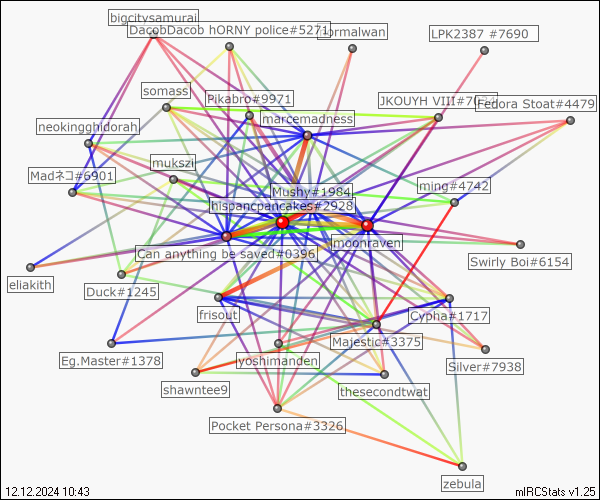 bigcitysamurai
DacobDacob hORNY police#5271
LPK2387 #7690
somass
Pikabro#9971
JKOUYH VIII#7
Fedora Stoat#4479
marcemadness
neokingghidorah
mukszi
Madネコ#6901
Mushy#1984
ming#4742
hispancpancakes#2928
moonraven
Can anything be saved#0396
Swirly Boi#6154
eliakith
Duck#1245
frisout
Cypha#1717
Majestic#3375
Eg.Master#1378
yoshimanden
Silver#7938
shawntee9
thesecondtwat
Pocket Persona#3326
zebula
12.12.2024 10:43
mIRCStats v1.25